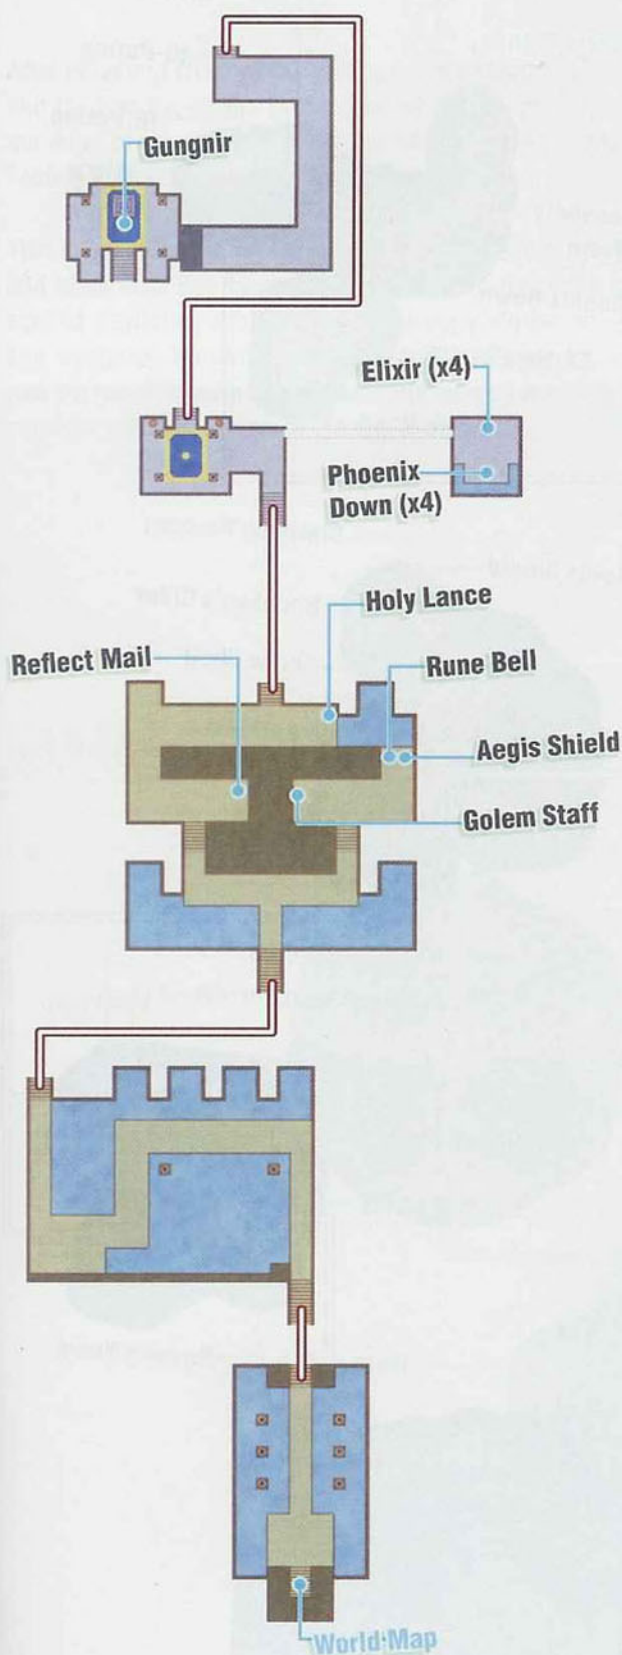 Gungnir
Elixir (x4)
Phoenix
Down (x4)
Holy Lance
Reflect Mail
Rune Bell
Aegis Shield
Golem Staff
World Map